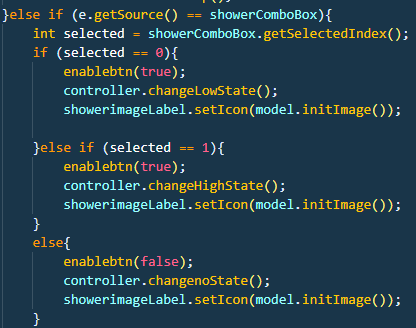 }else if (e.getSource() == showerComboBox){
int selected = showerComboBox.getSelectedIndex();
if (selected == 0){
enablebtn(true);
controller.changeLowState();
showerimageLabel.setIcon(model.initImage());
}else if (selected == 1){
enablebtn(true);
controller.changeHighState();
showerimageLabel.setIcon(model.initImage());
}
else{
enablebtn(false);
controller.changenoState();
showerimageLabel.setIcon(model.initImage());
}